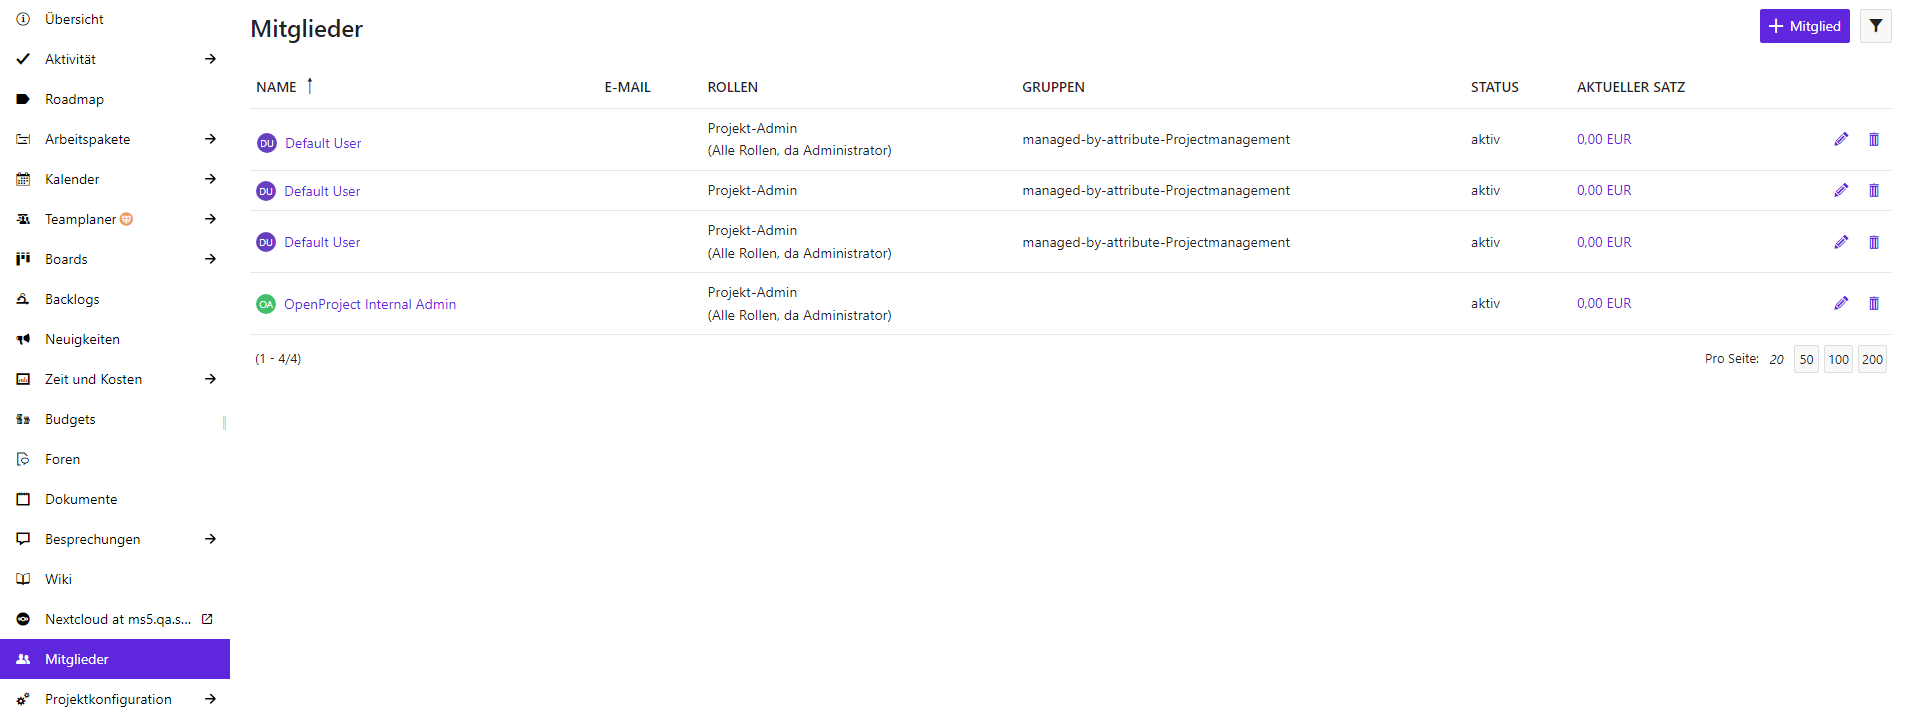 Übersicht
Aktivität
Roadmap
Arbeitspakete
Kalender
Teamplaner
Boards
Backlogs
Neuigkeiten
Zeit und Kosten
Budgets
Foren
Dokumente
Besprechungen
Wiki
Nextcloud at ms5.qa.s...
Mitglieder
Projektkonfiguration
Mitglieder
+ Mitglied
NAME ↑ E-MAIL ROLLEN GRUPPEN STATUS AKTUELLER SATZ
DU Default User Projekt-Admin (Alle Rollen, da Administrator) managed-by-attribute-Projectmanagement aktiv 0,00 EUR
DU Default User Projekt-Admin managed-by-attribute-Projectmanagement aktiv 0,00 EUR
DU Default User Projekt-Admin (Alle Rollen, da Administrator) managed-by-attribute-Projectmanagement aktiv 0,00 EUR
OA OpenProject Internal Admin Projekt-Admin (Alle Rollen, da Administrator) aktiv 0,00 EUR
(1 - 4/4) Pro Seite: 20 50 100 200